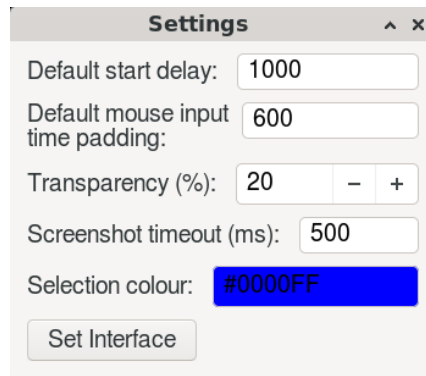 Settings
Default start delay: 1000
Default mouse input
time padding: 600
Transparency (%): 20 − +
Screenshot timeout (ms): 500
Selection colour: #0000FF
Set Interface